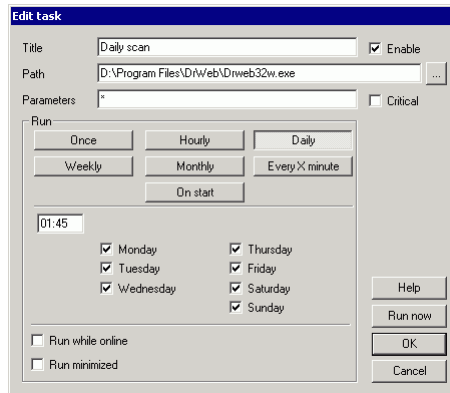 Edit task
Title Daily scan Enable
Path D:\Program Files\DrWeb\Drweb32w.exe ...
Parameters * Critical
Run
Once Hourly Daily
Weekly Monthly Every X minute
On start
01:45
Monday Thursday
Tuesday Friday
Wednesday Saturday
Sunday
Help
Run now
Run while online OK
Run minimized Cancel